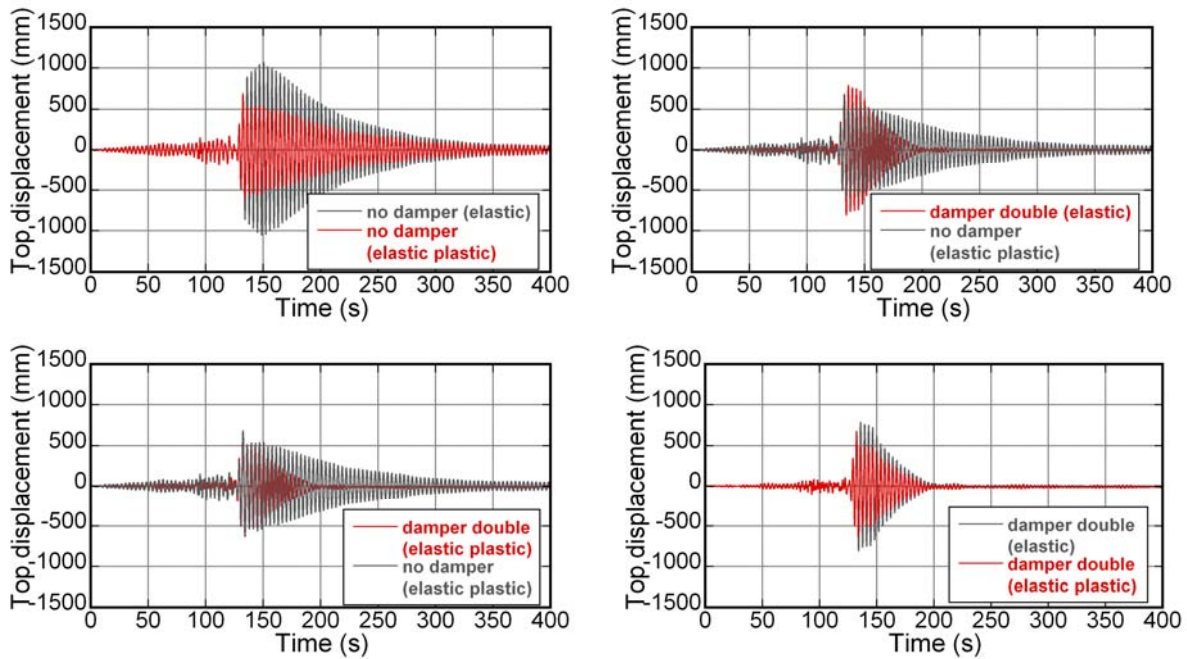 Top,displacement (mm)
1500
1000
500
0
-500
-1000
-1500
no damper (elastic)
no damper
(elastic plastic)
0 50 100 150 200 250 300 350 400
Time (s)
Top,displacement (mm)
1500
1000
500
0
-500
-1000
-1500
damper double (elastic)
no damper
(elastic plastic)
0 50 100 150 200 250 300 350 400
Time (s)
Top,displacement (mm)
1500
1000
500
0
-500
-1000
-1500
damper double
(elastic plastic)
no damper
(elastic plastic)
0 50 100 150 200 250 300 350 400
Time (s)
Top,displacement (mm)
1500
1000
500
0
-500
-1000
-1500
damper double
(elastic)
damper double
(elastic plastic)
0 50 100 150 200 250 300 350 400
Time (s)